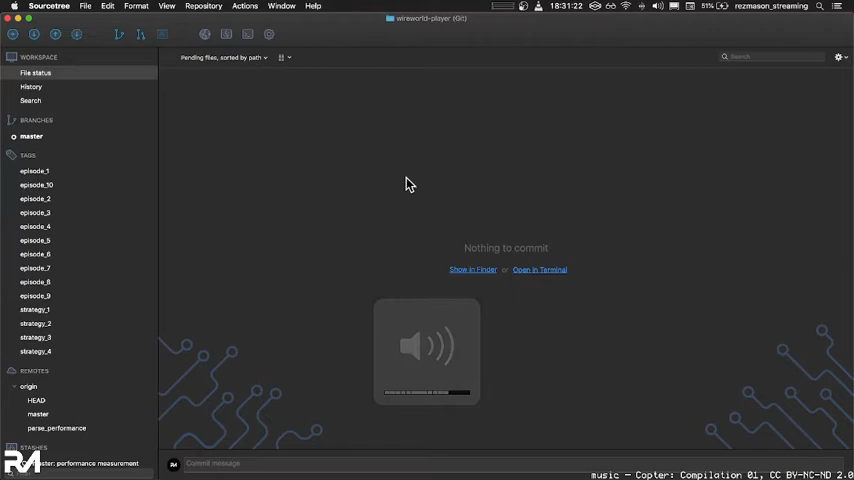 Sourcetree File Edit Format View Repository Actions Window Help 18:31:22 51% rezmason_streaming
wireworld-player (Git)
WORKSPACE
Pending files, sorted by path
Search
File status
History
Search
BRANCHES
master
TAGS
episode_1
episode_10
episode_2
episode_3
episode_4
episode_5
episode_6
episode_7
episode_8
episode_9
strategy_1
strategy_2
strategy_3
strategy_4
Nothing to commit
Show in Finder or Open in Terminal
REMOTES
origin
HEAD
master
parse_performance
STASHES
master: performance measurement
RM
Commit message
music - Copter: Compilation 01, CC BY-NC-ND 2.0